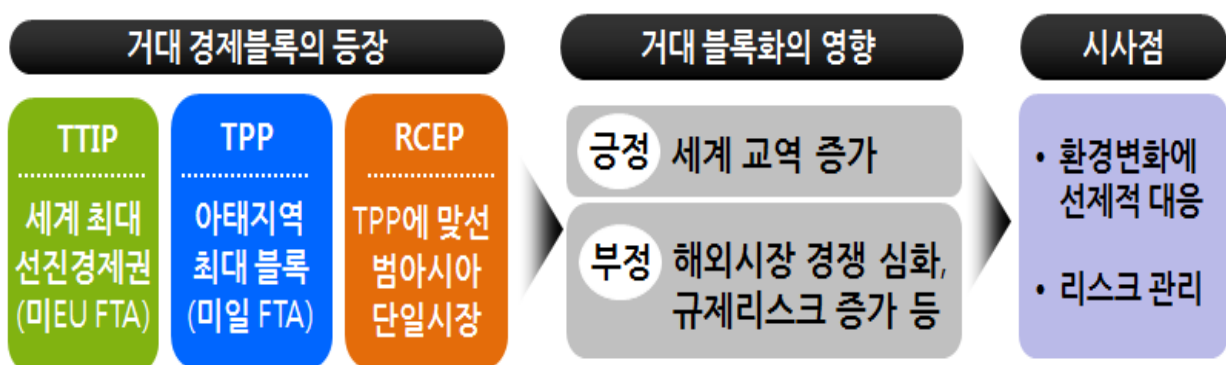 거대 경제블록의 등장
TTIP
세계 최대
선진경제권
(미EU FTA)
TPP
아태지역
최대 블록
(미일 FTA)
RCEP
TPP에 맞선
범아시아
단일시장
거대 블록화의 영향
긍정 세계 교역 증가
부정 해외시장 경쟁 심화,
규제리스크 증가 등
시사점
• 환경변화에
선제적 대응
• 리스크 관리